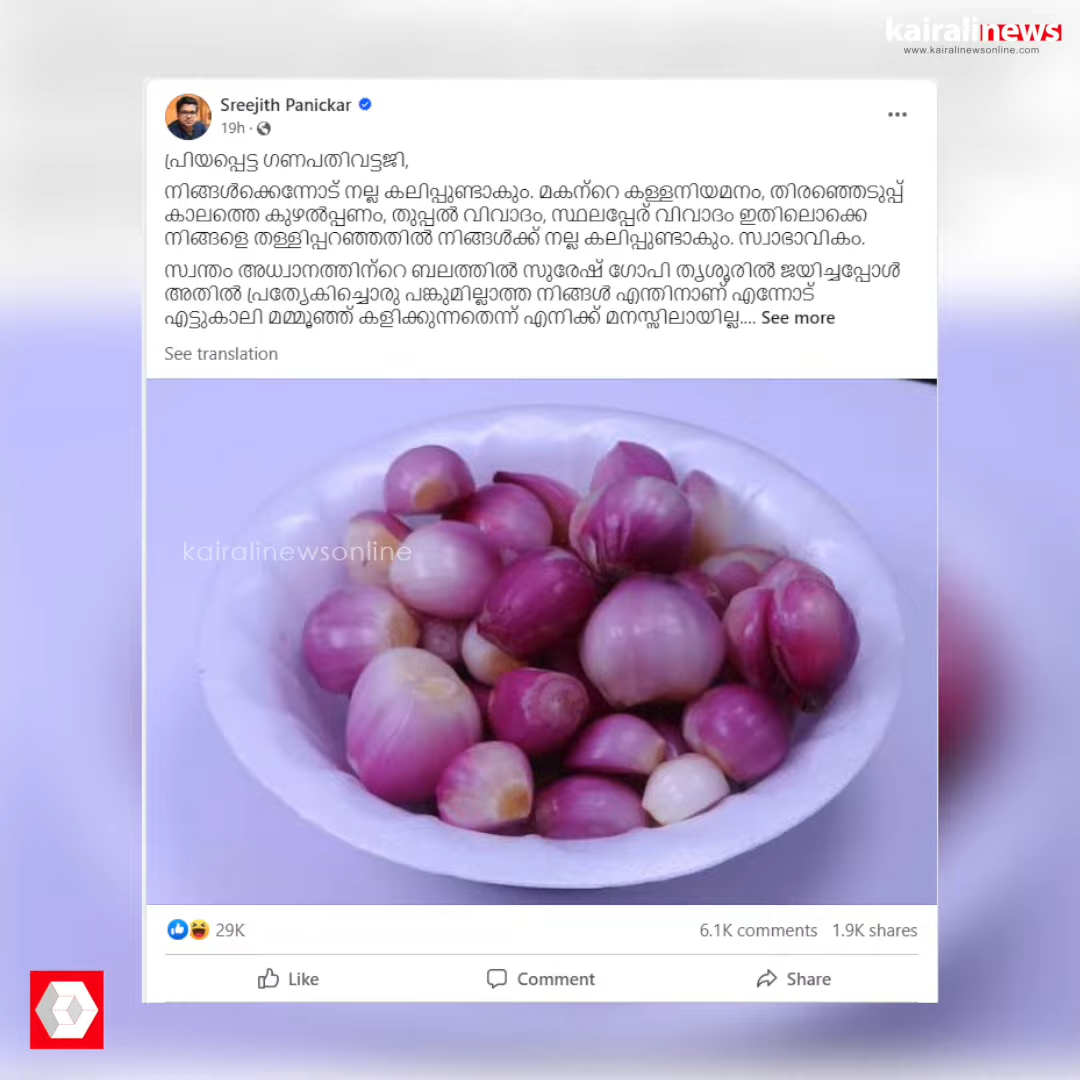 kairalinews
www.kairalinewsonline.com
Sreejith Panickar
19h
പ്രിയപ്പെട്ട ഗണപതിവട്ടജി,
നിങ്ങൾക്കെന്നോട് നല്ല കലിപ്പുണ്ടാകും. മകന്റെ കള്ളനിയമനം, തിരഞ്ഞെടുപ്പ്
കാലത്തെ കുഴൽപ്പണം, തുപ്പൽ വിവാദം, സ്ഥലപ്പേര് വിവാദം ഇതിലൊക്കെ
നിങ്ങളെ തള്ളിപ്പറഞ്ഞതിൽ നിങ്ങൾക്ക് നല്ല കലിപ്പുണ്ടാകും. സ്വാഭാവികം.
സ്വന്തം അധ്വാനത്തിന്റെ ബലത്തിൽ സുരേഷ് ഗോപി തൃശൂരിൽ ജയിച്ചപ്പോൾ
അതിൽ പ്രത്യേകിച്ചൊരു പങ്കുമില്ലാത്ത നിങ്ങൾ എന്തിനാണ് എന്നോട്
എട്ടുകാലി മമ്മൂഞ്ഞ് കളിക്കുന്നതെന്ന് എനിക്ക് മനസ്സിലായില്ല.... See more
See translation
kairalinewsonline
29K 6.1K comments 1.9K shares
Like Comment Share